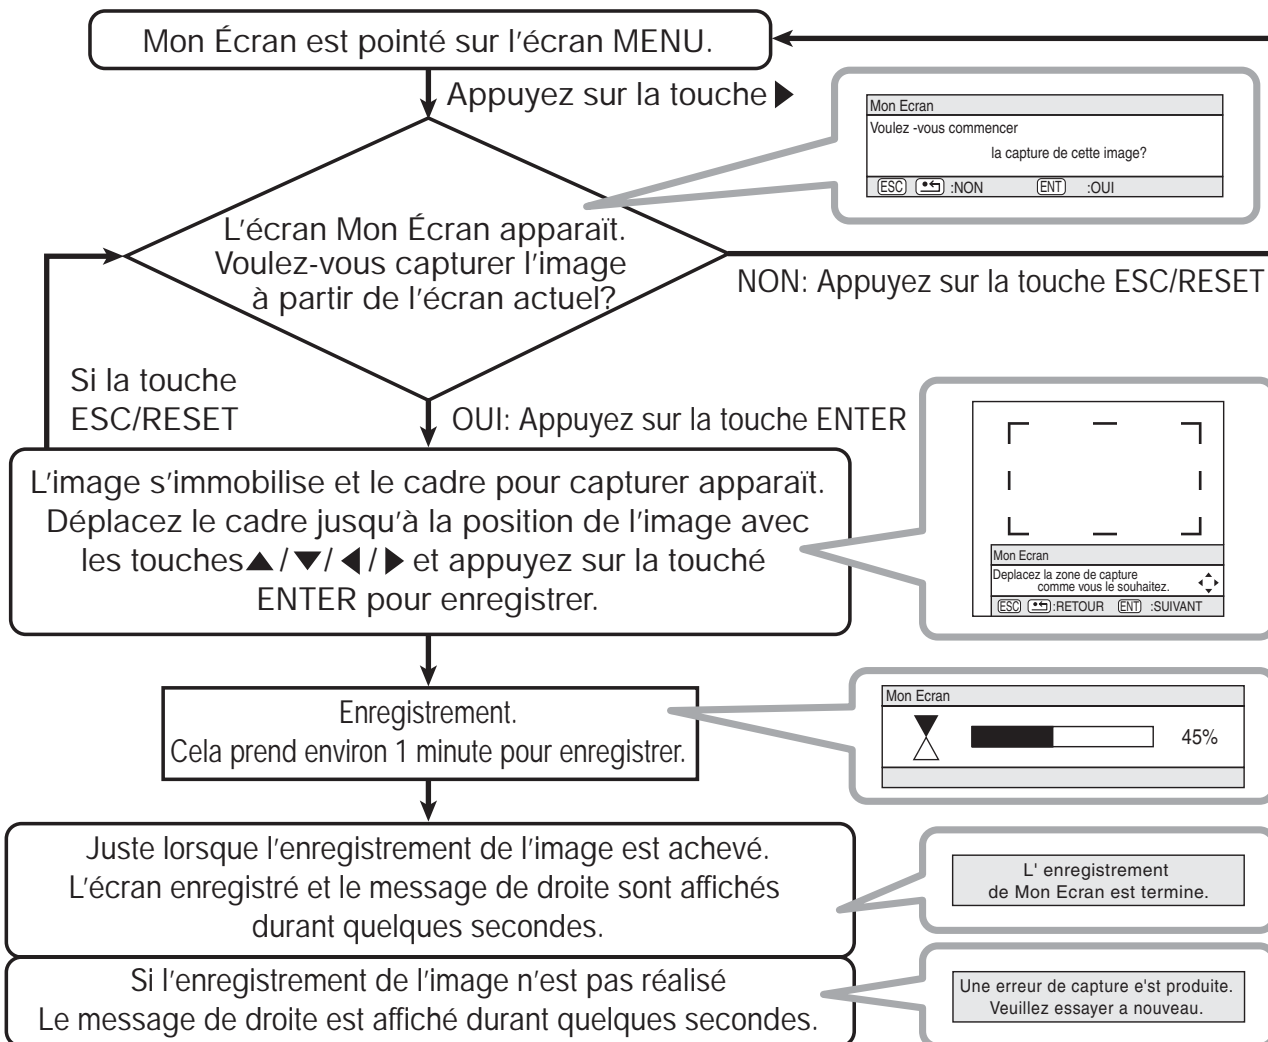 Mon Écran est pointé sur l'écran MENU.
Appuyez sur la touche ▶
Mon Ecran
Voulez -vous commencer
la capture de cette image?
ESC :NON ENT :OUI
L'écran Mon Écran apparaït.
Voulez-vous capturer l'image
à partir de l'écran actuel?
NON: Appuyez sur la touche ESC/RESET
Si la touche
ESC/RESET
OUI: Appuyez sur la touche ENTER
L'image s'immobilise et le cadre pour capturer apparaït.
Déplacez le cadre jusqu'à la position de l'image avec
les touches▲/▼/◀/▶ et appuyez sur la touché
ENTER pour enregistrer.
Mon Ecran
Deplacez la zone de capture
comme vous le souhaitez.
ESC :RETOUR ENT :SUIVANT
Enregistrement.
Cela prend environ 1 minute pour enregistrer.
Mon Ecran
45%
Juste lorsque l'enregistrement de l'image est achevé.
L'écran enregistré et le message de droite sont affichés
durant quelques secondes.
L' enregistrement
de Mon Ecran est termine.
Si l'enregistrement de l'image n'est pas réalisé
Le message de droite est affiché durant quelques secondes.
Une erreur de capture e'st produite.
Veuillez essayer a nouveau.